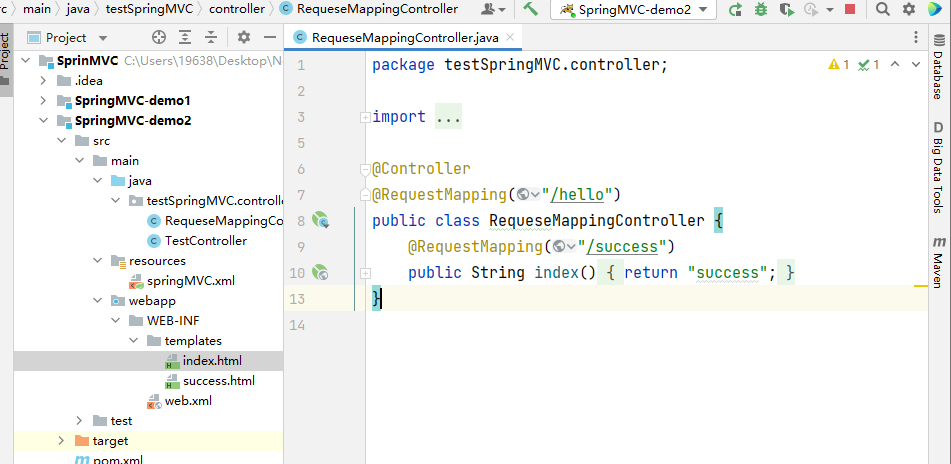 rc › main › java › testSpringMVC › controller › RequeseMappingController SpringMVC-demo2
Project
RequeseMappingController.java
SprinMVC C:\Users\19638\Desktop\N
.idea
SpringMVC-demo1
SpringMVC-demo2
src
main
java
testSpringMVC.controlle
RequeseMappingCo
TestController
resources
springMVC.xml
webapp
WEB-INF
templates
index.html
success.html
web.xml
test
target
pom.xml
1 package testSpringMVC.controller;
2
3 import ...
5
6 @Controller
7 @RequestMapping("/hello")
8 public class RequeseMappingController {
9 @RequestMapping("/success")
10 public String index() { return "success"; }
13 }
14
1 1
Project
Database
Big Data Tools
Maven